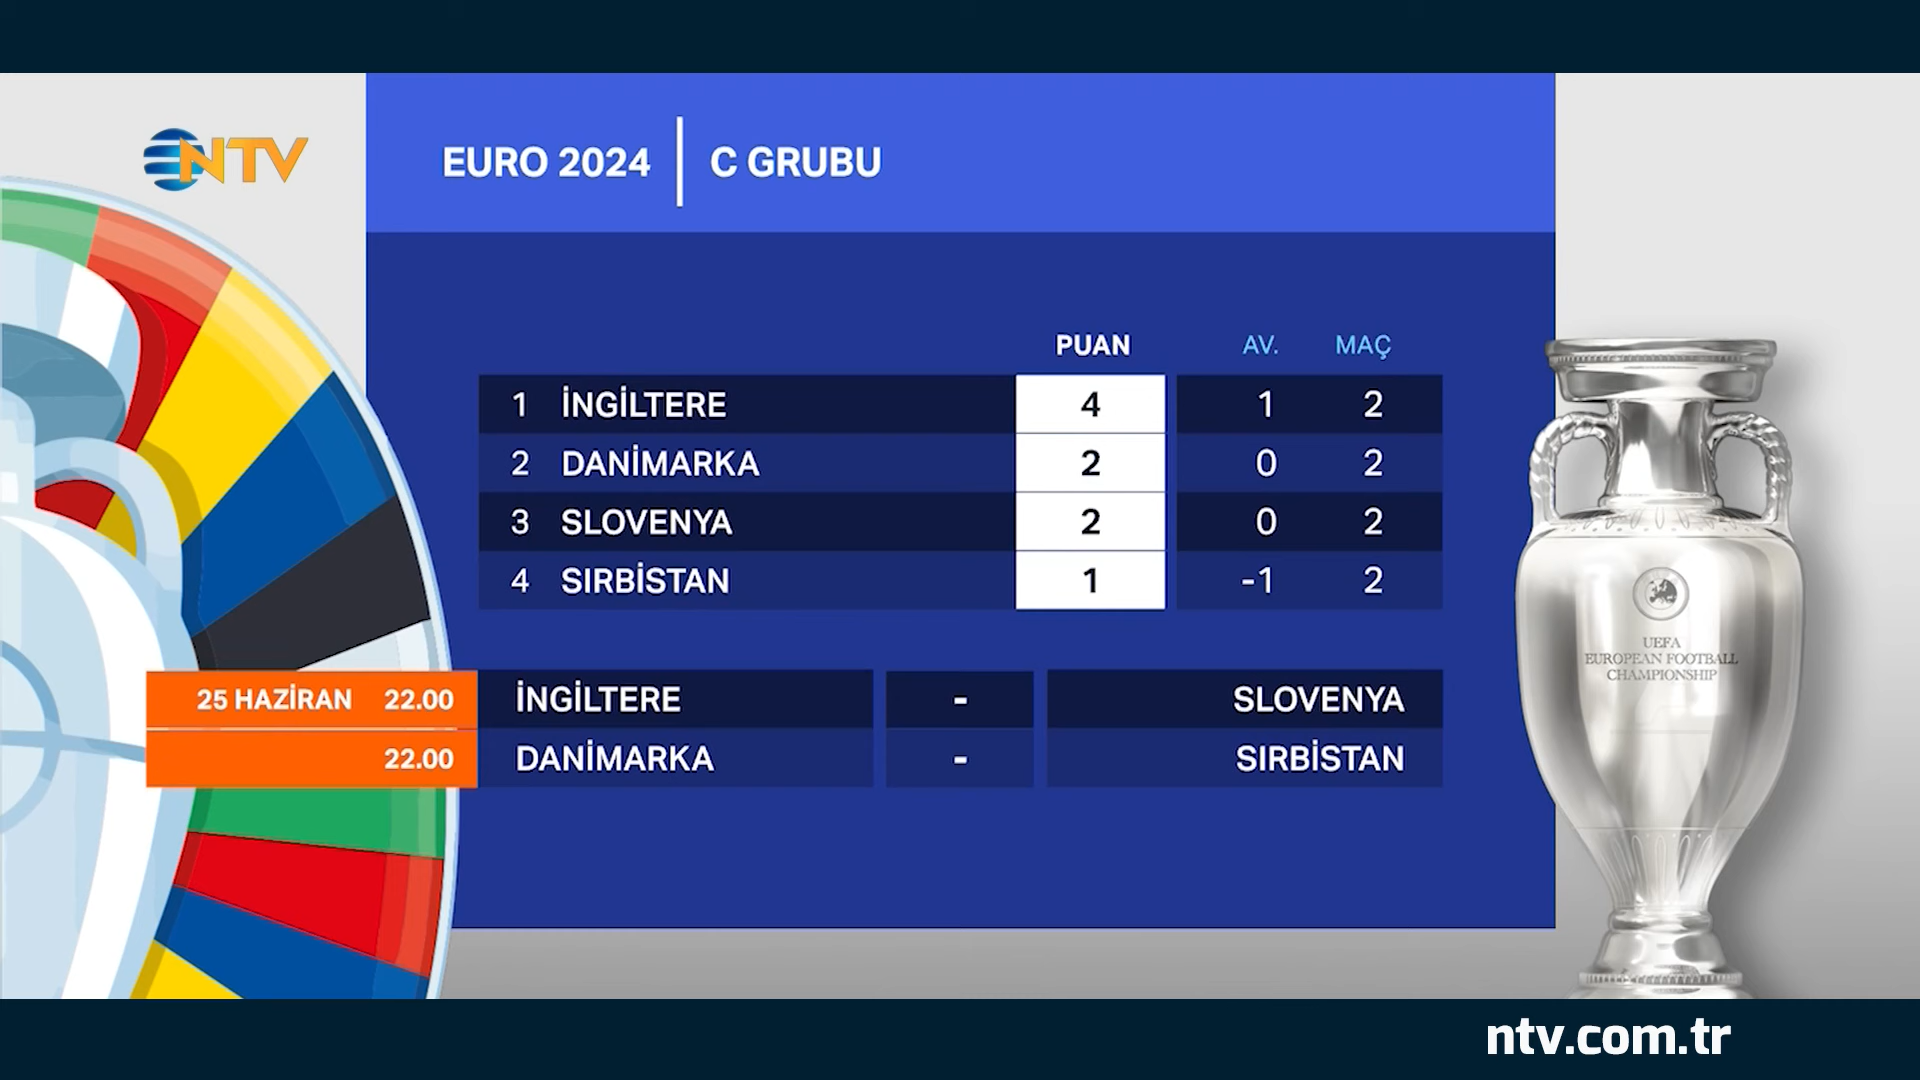 NTV
EURO 2024 | C GRUBU
PUAN AV. MAÇ
1 İNGİLTERE 4 1 2
2 DANİMARKA 2 0 2
3 SLOVENYA 2 0 2
4 SIRBİSTAN 1 -1 2
UEFA
EUROPEAN FOOTBALL
CHAMPIONSHIP
25 HAZİRAN 22.00 İNGİLTERE - SLOVENYA
22.00 DANİMARKA - SIRBİSTAN
ntv.com.tr